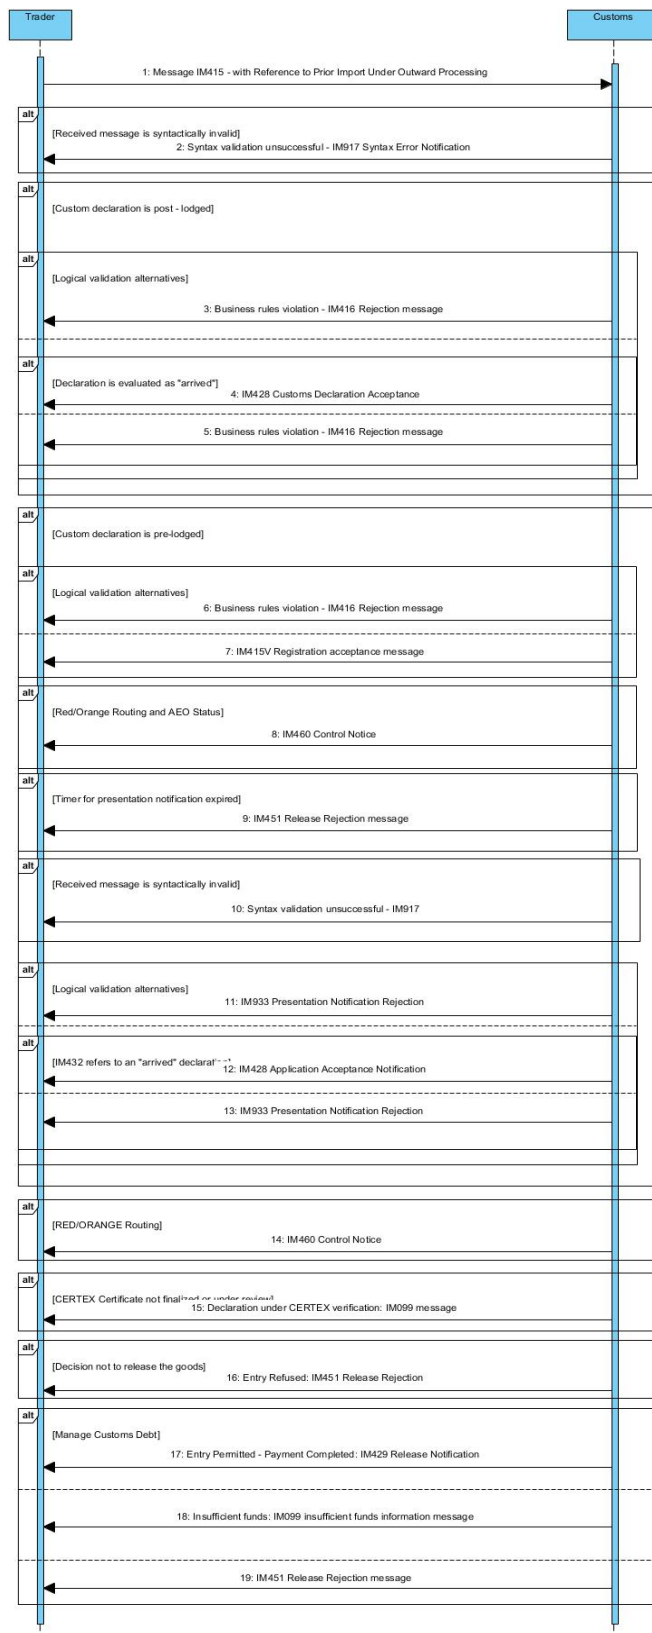 Trader
Customs
1: Message IM415 - with Reference to Prior Import Under Outward Processing
alt
[Received message is syntactically invalid]
2: Syntax validation unsuccessful - IM917 Syntax Error Notification
alt
[Custom declaration is post - lodged]
alt
[Logical validation alternatives]
3: Business rules violation - IM416 Rejection message
alt
[Declaration is evaluated as "arrived"]
4: IM428 Customs Declaration Acceptance
5: Business rules violation - IM416 Rejection message
alt
[Custom declaration is pre-lodged]
alt
[Logical validation alternatives]
6: Business rules violation - IM416 Rejection message
7: IM415V Registration acceptance message
alt
[Red/Orange Routing and AEO Status]
8: IM460 Control Notice
alt
[Timer for presentation notification expired]
9: IM451 Release Rejection message
alt
[Received message is syntactically invalid]
10: Syntax validation unsuccessful - IM917
alt
[Logical validation alternatives]
11: IM933 Presentation Notification Rejection
alt
[IM432 refers to an "arrived"
12: IM428 Application Acceptance Notification
13: IM933 Presentation Notification Rejection
alt
[RED/ORANGE Routing]
14: IM460 Control Notice
alt
[CERTEX Certificate not finalized or under review]
15: Declaration under CERTEX verification: IM099 message
alt
[Decision not to release the goods]
16: Entry Refused: IM451 Release Rejection
alt
[Manage Customs Debt]
17: Entry Permitted - Payment Completed: IM429 Release Notification
18: Insufficient funds: IM099 insufficient funds information message
19: IM451 Release Rejection message